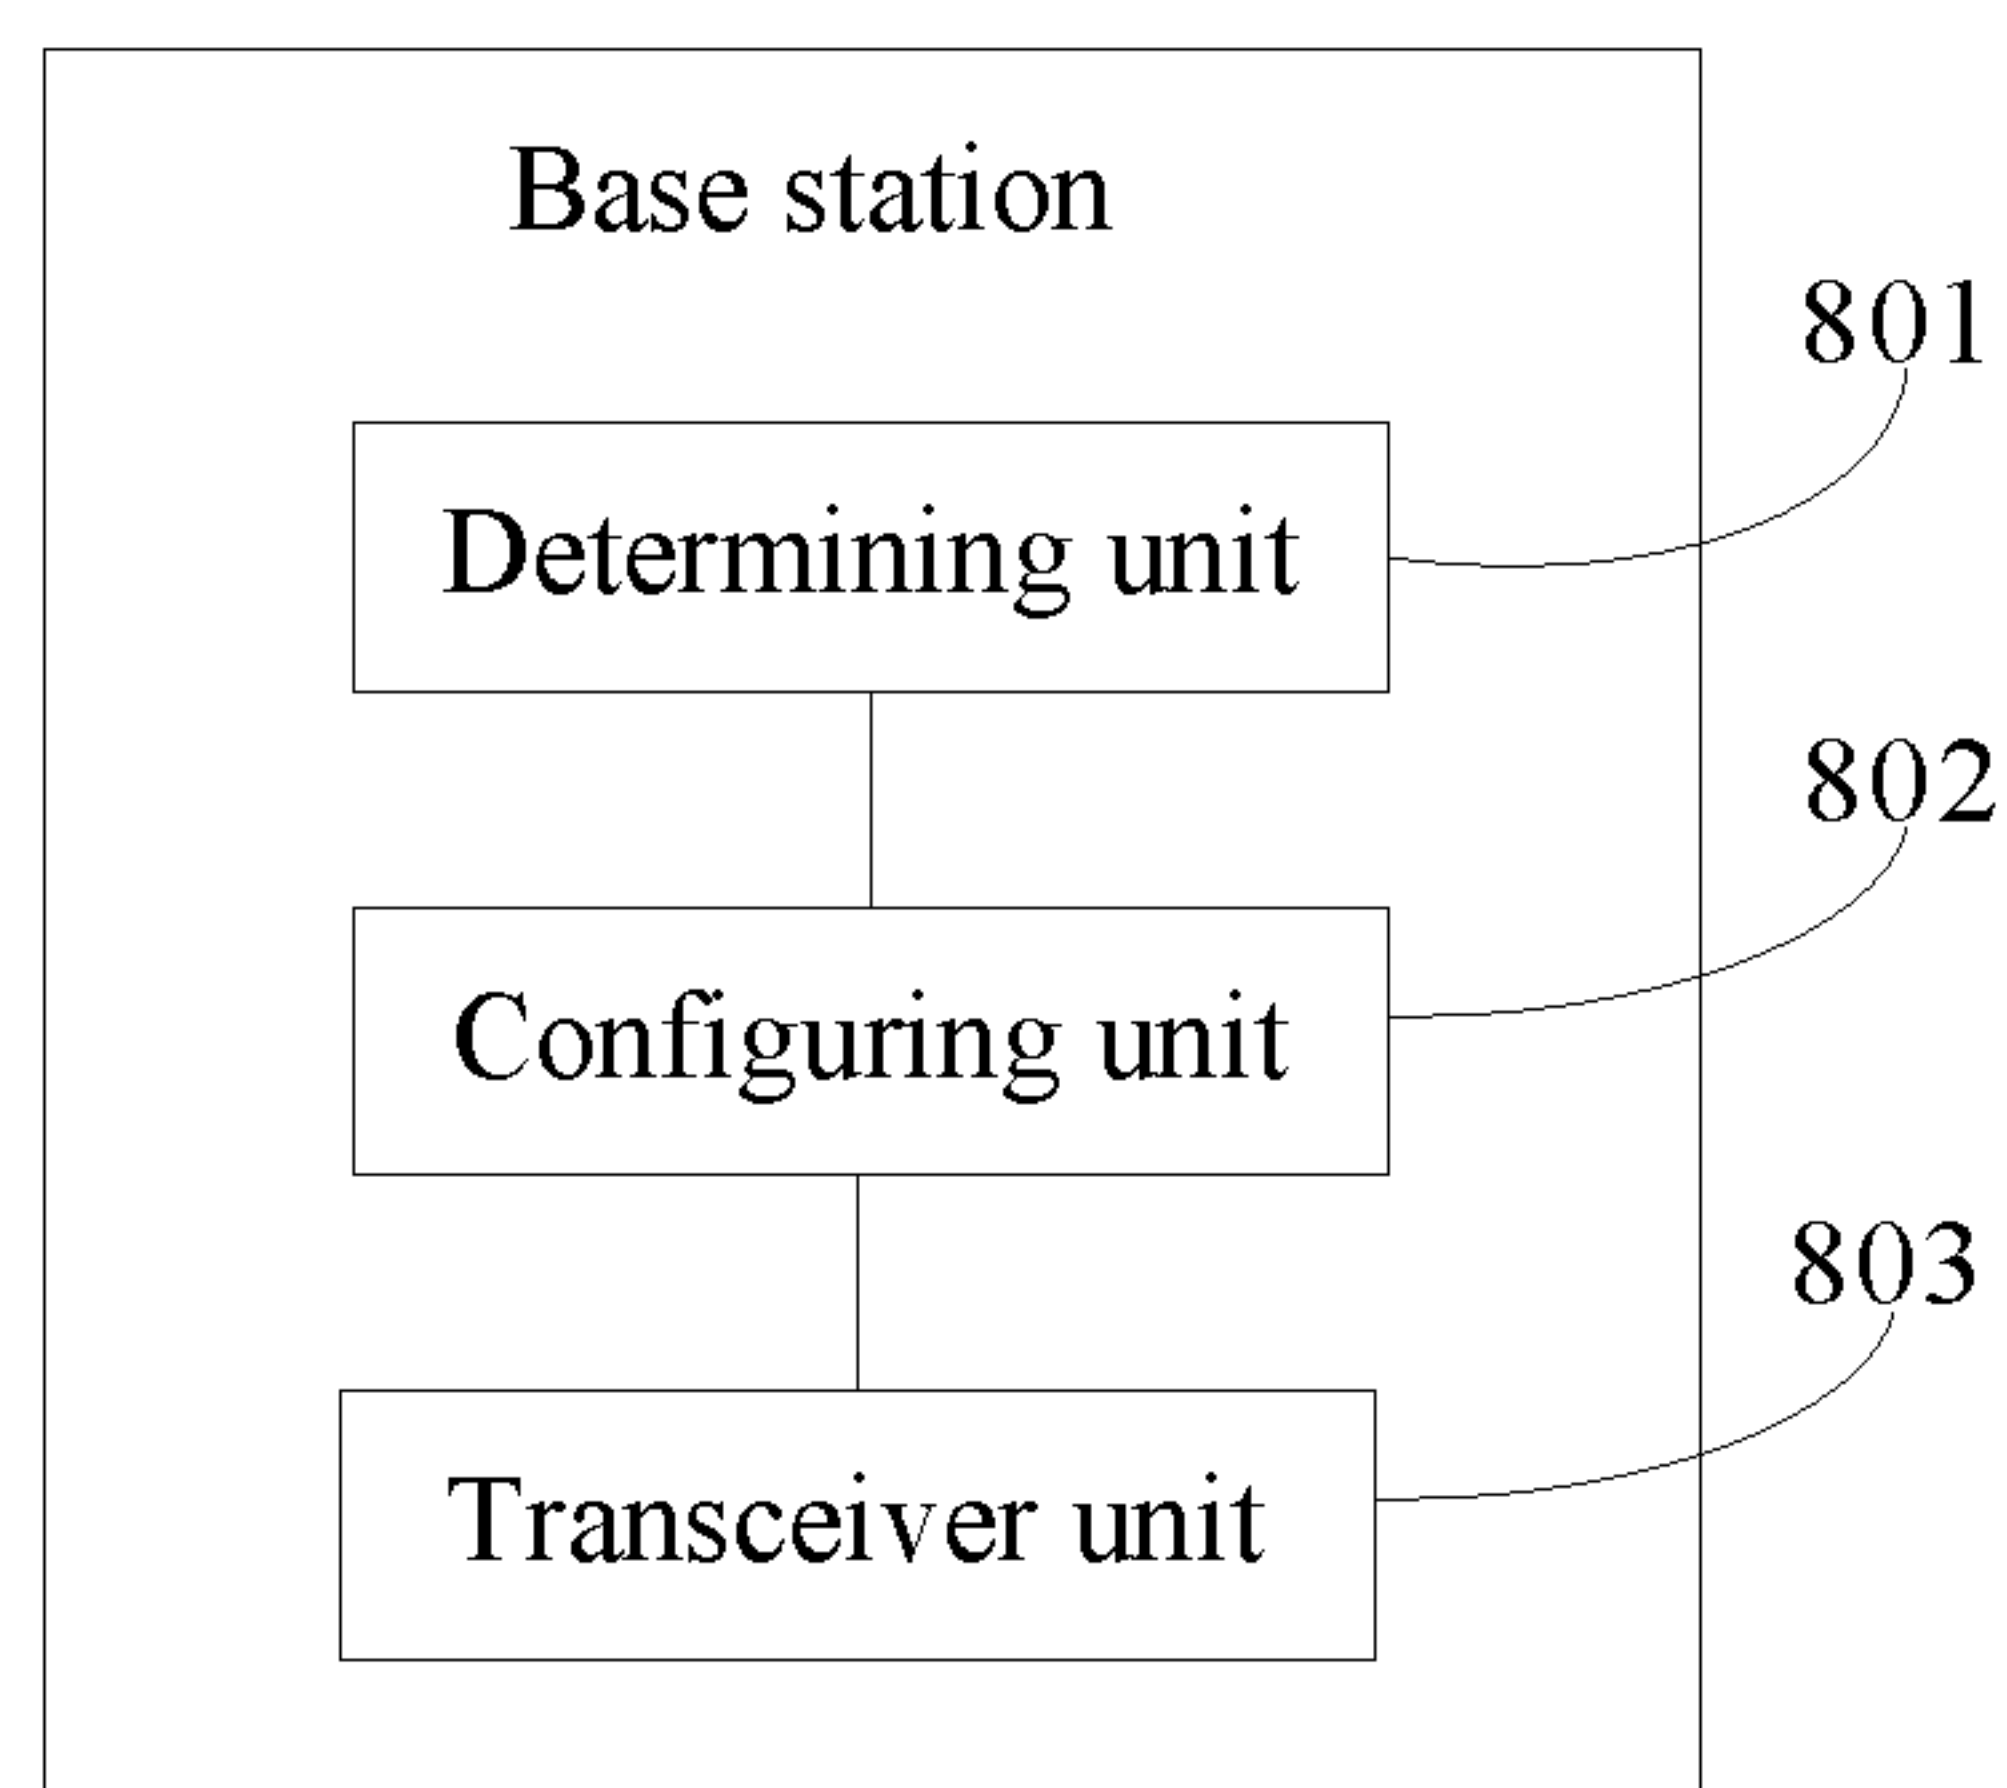 Base station
801
Determining unit
802
Configuring unit
803
Transceiver unit